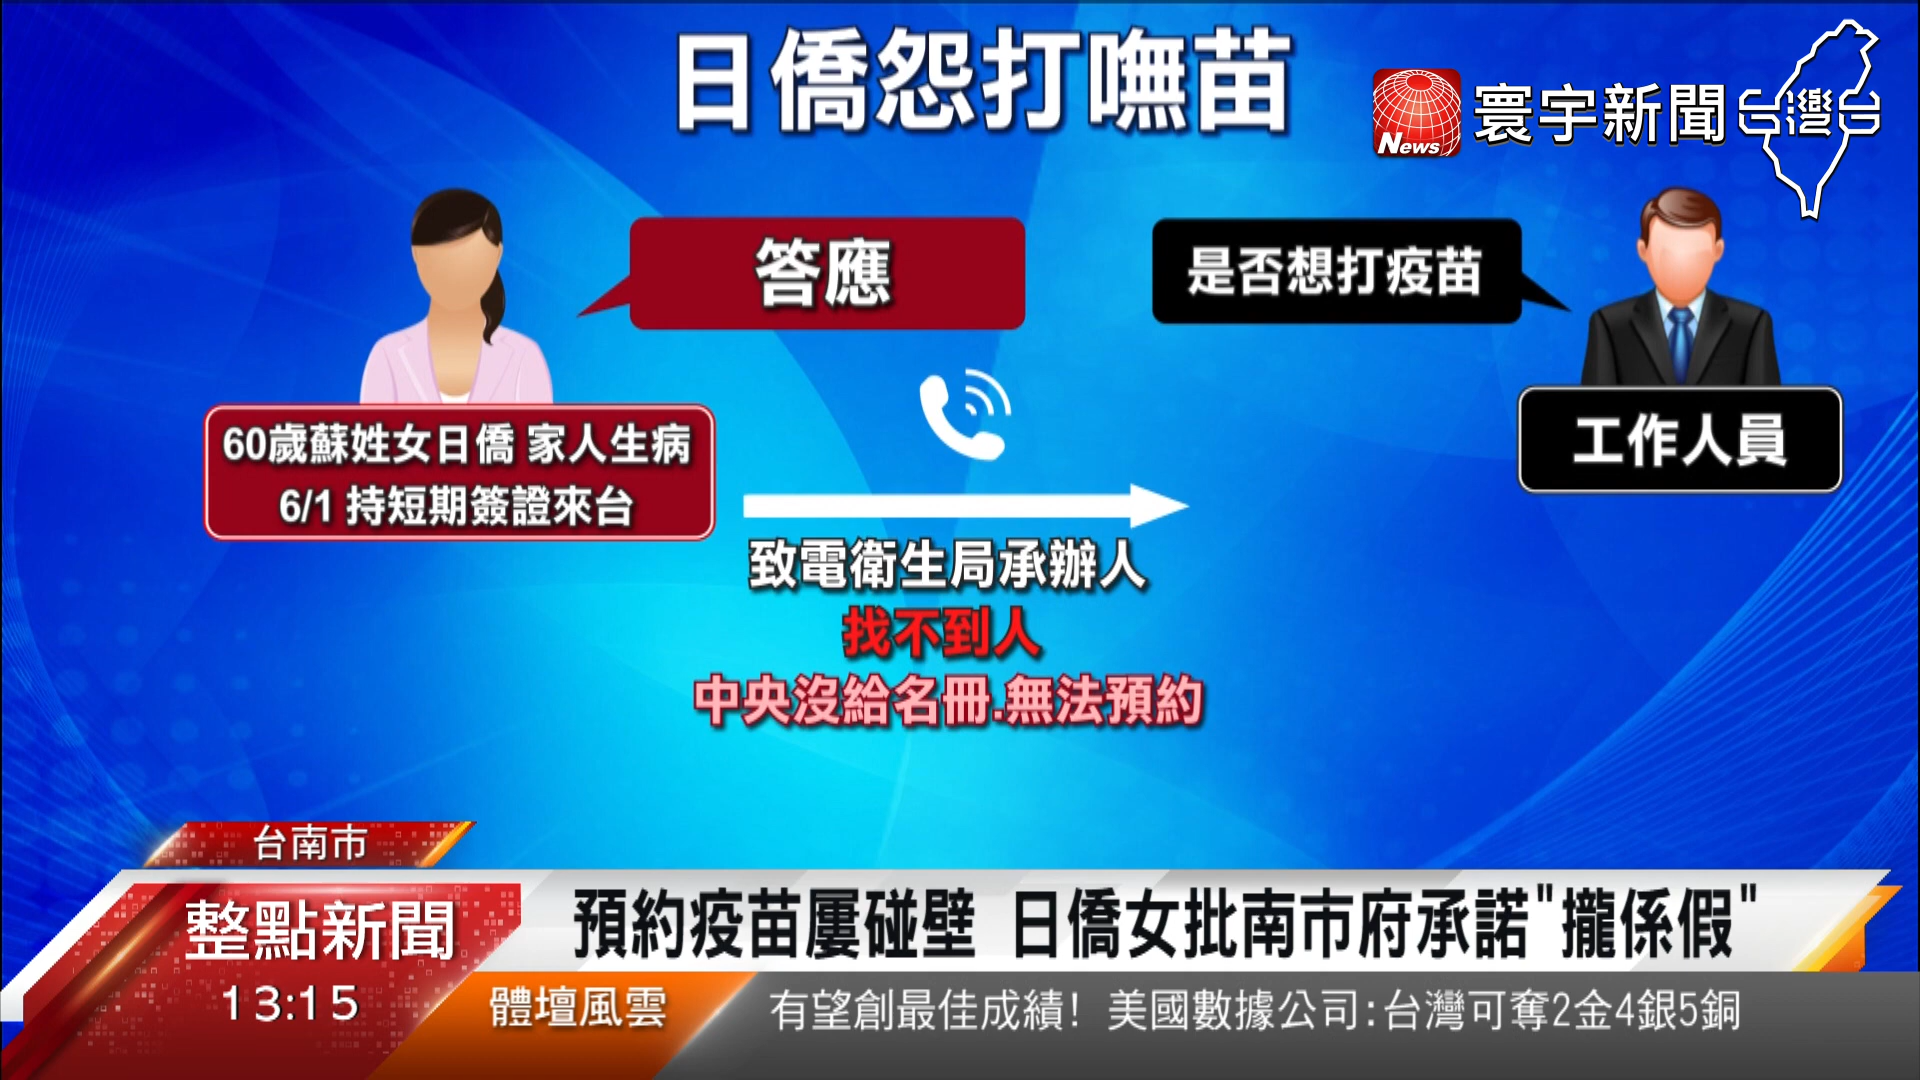 日僑怨打嘸苗
News
寰宇新聞
台灣台
答應
是否想打疫苗
60歲蘇姓女日僑 家人生病
6/1 持短期簽證來台
工作人員
致電衛生局承辦人
找不到人
中央沒給名冊.無法預約
台南市
整點新聞
預約疫苗屢碰壁 日僑女批南市府承諾"攏係假"
13:15
體壇風雲
有望創最佳成績! 美國數據公司:台灣可奪2金4銀5銅